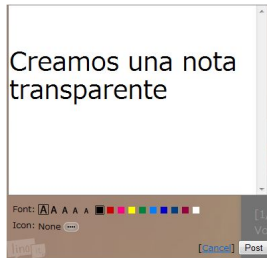 Creamos una nota
transparente
Font: A A A A A A
Icon: None
[Cancel] Post